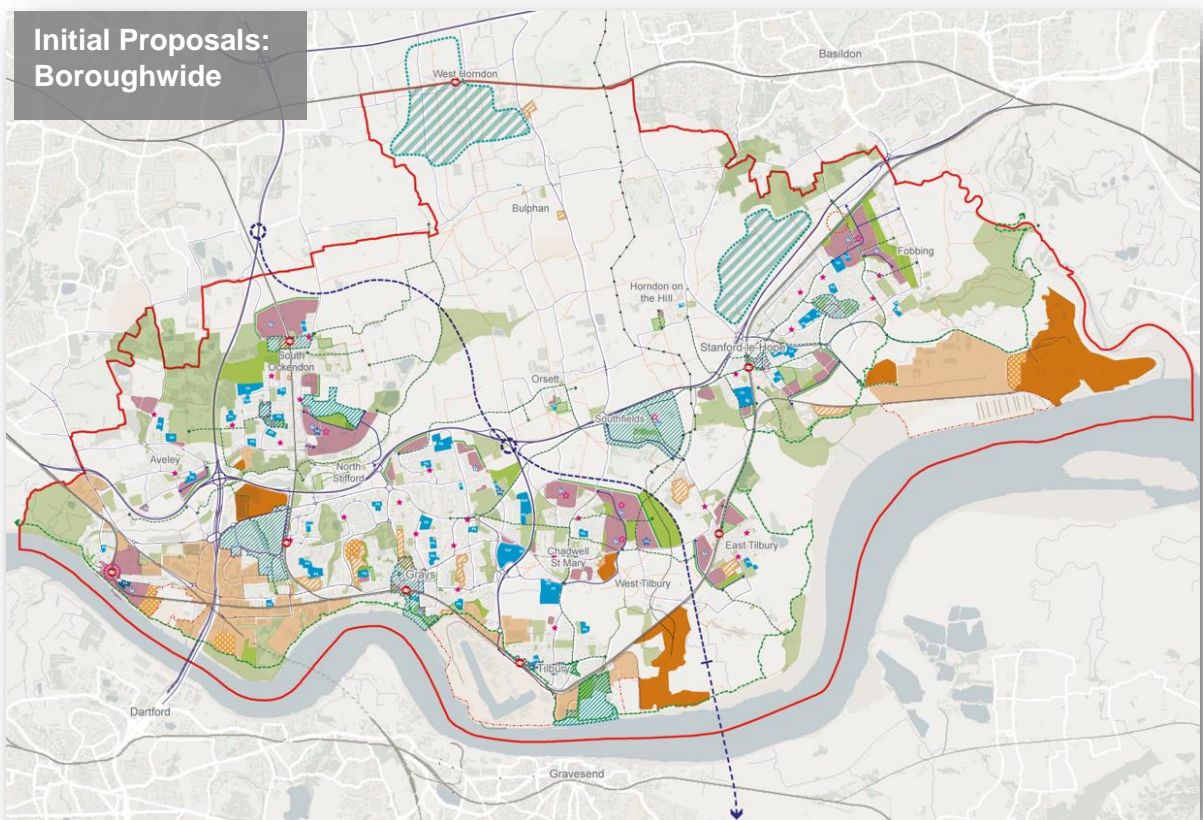 Initial Proposals:
Boroughwide
Basildon
West Horndon
Bulphan
Fobbing
Horndon on
the Hill
Stanford-le-Hope
South
Ockendon
Orsett
Southfields
Aveley
North
Stifford
Chadwell
St Mary
East Tilbury
Grays
West Tilbury
Tilbury
Dartford
Gravesend